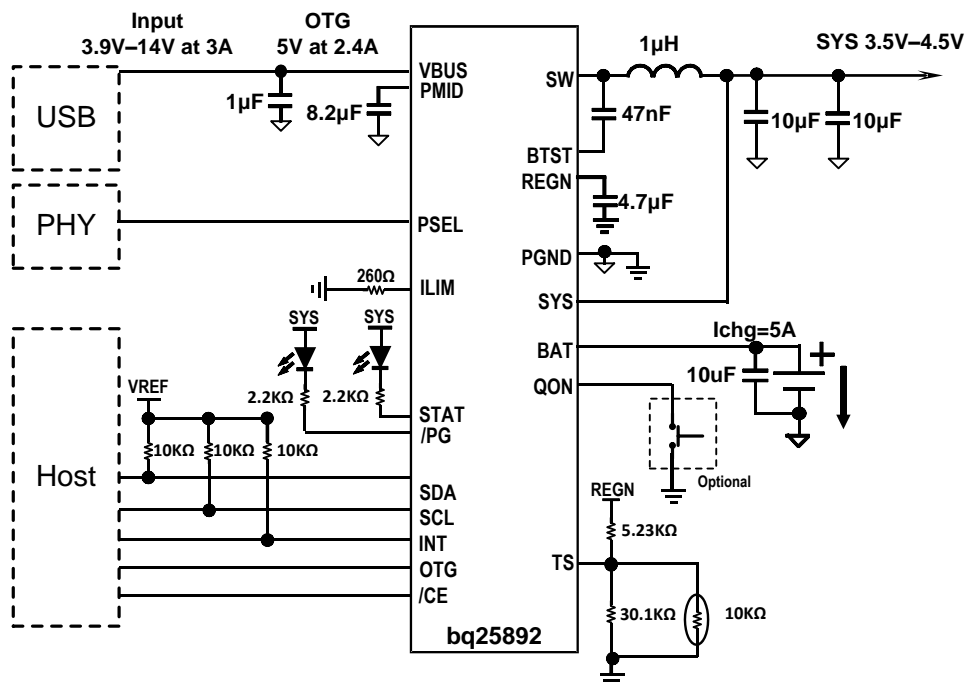 Input
3.9V–14V at 3A
OTG
5V at 2.4A
1µH
SYS 3.5V–4.5V
VBUS
SW
PMID
USB
1µF
8.2µF
47nF
10µF
10µF
BTST
REGN
4.7µF
PHY
PSEL
PGND
260Ω
ILIM
SYS
SYS
SYS
Ichg=5A
BAT
10uF
QON
VREF
2.2KΩ
2.2KΩ
STAT
/PG
10KΩ
10KΩ
10KΩ
Host
Optional
REGN
SDA
SCL
5.23KΩ
INT
TS
OTG
/CE
30.1KΩ
10KΩ
bq25892